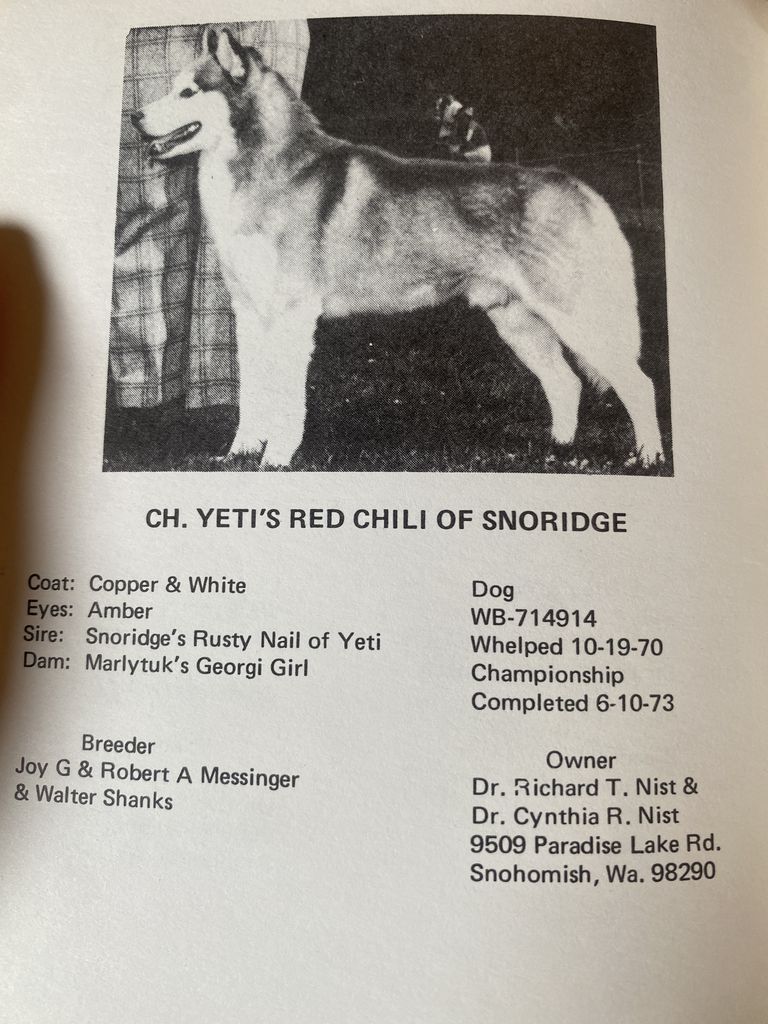 CH. YETI'S RED CHILI OF SNORIDGE
Coat: Copper & White
Eyes: Amber
Sire: Snoridge's Rusty Nail of Yeti
Dam: Marlytuk's Georgi Girl
Dog
WB-714914
Whelped 10-19-70
Championship
Completed 6-10-73
Breeder
Joy G & Robert A Messinger
& Walter Shanks
Owner
Dr. Richard T. Nist &
Dr. Cynthia R. Nist
9509 Paradise Lake Rd.
Snohomish, Wa. 98290